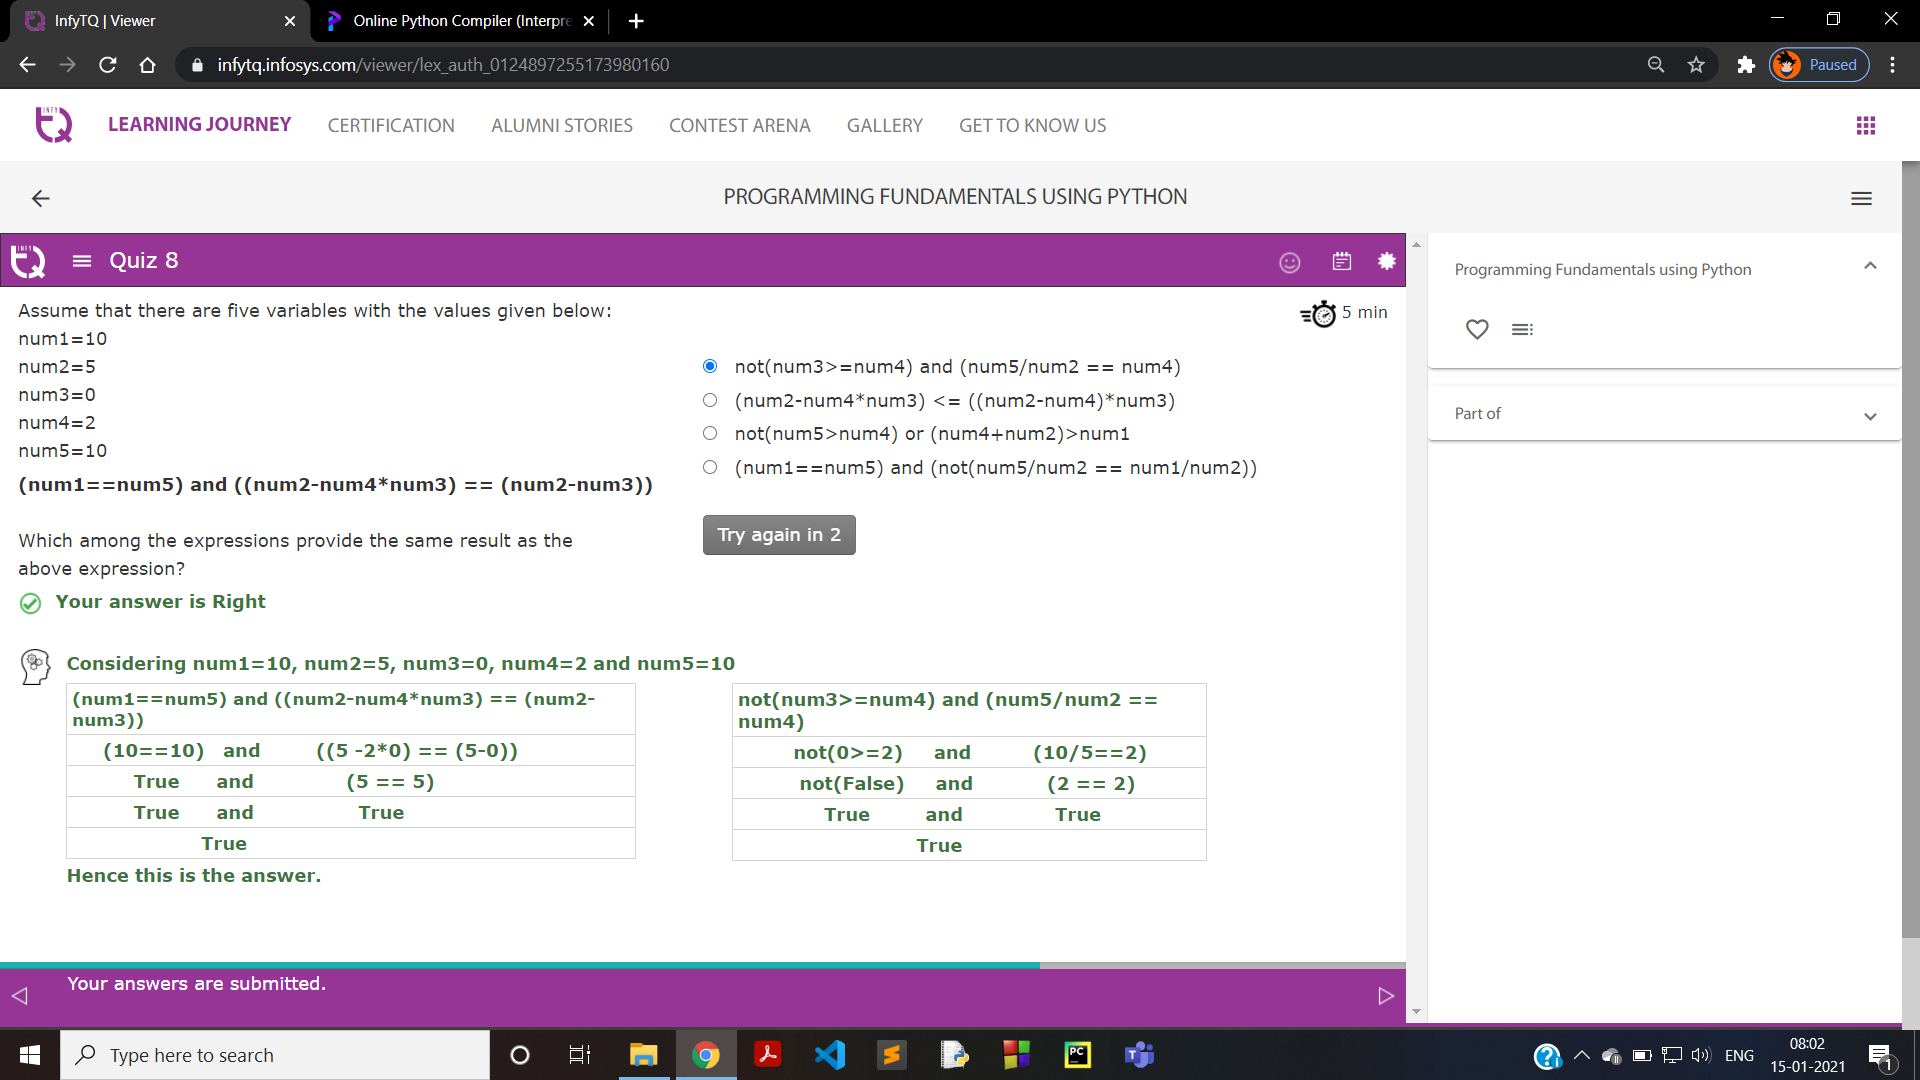 InfyTQ | Viewer
Online Python Compiler (Interpre
infytq.infosys.com/viewer/lex_auth_0124897255173980160
Paused
LEARNING JOURNEY CERTIFICATION ALUMNI STORIES CONTEST ARENA GALLERY GET TO KNOW US
PROGRAMMING FUNDAMENTALS USING PYTHON
Quiz 8
Programming Fundamentals using Python
Part of
5 min
Assume that there are five variables with the values given below:
num1=10
num2=5
num3=0
num4=2
num5=10
(num1==num5) and ((num2-num4*num3) == (num2-num3))
Which among the expressions provide the same result as the
above expression?
not(num3>=num4) and (num5/num2 == num4)
(num2-num4*num3) <= ((num2-num4)*num3)
not(num5>num4) or (num4+num2)>num1
(num1==num5) and (not(num5/num2 == num1/num2))
Try again in 2
Your answer is Right
Considering num1=10, num2=5, num3=0, num4=2 and num5=10
(num1==num5) and ((num2-num4*num3) == (num2-
num3))
(10==10) and ((5 -2*0) == (5-0))
True and (5 == 5)
True and True
True
not(num3>=num4) and (num5/num2 ==
num4)
not(0>=2) and (10/5==2)
not(False) and (2 == 2)
True and True
True
Hence this is the answer.
Your answers are submitted.
Type here to search
ENG
08:02
15-01-2021
1